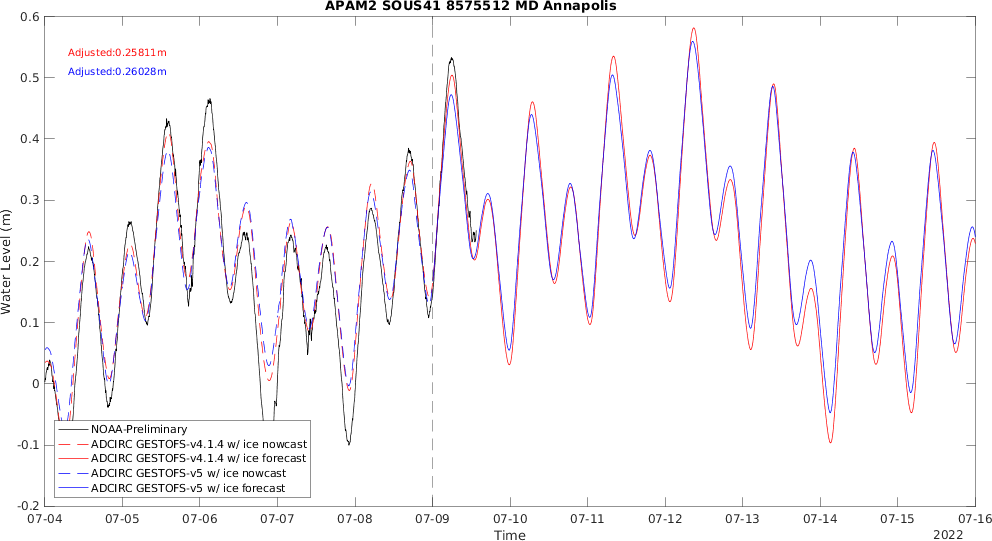 APAM2 SOUS41 8575512 MD Annapolis
0.6
Adjusted:0.25811m
Adjusted:0.26028m
0.5
0.4
0.3
0.2
0.1
0
-0.1
-0.2
Water Level (m)
NOAA-Preliminary
ADCIRC GESTOFS-v4.1.4 w/ ice nowcast
ADCIRC GESTOFS-v4.1.4 w/ ice forecast
ADCIRC GESTOFS-v5 w/ ice nowcast
ADCIRC GESTOFS-v5 w/ ice forecast
07-04 07-05 07-06 07-07 07-08 07-09 07-10 07-11 07-12 07-13 07-14 07-15 07-16
Time
2022